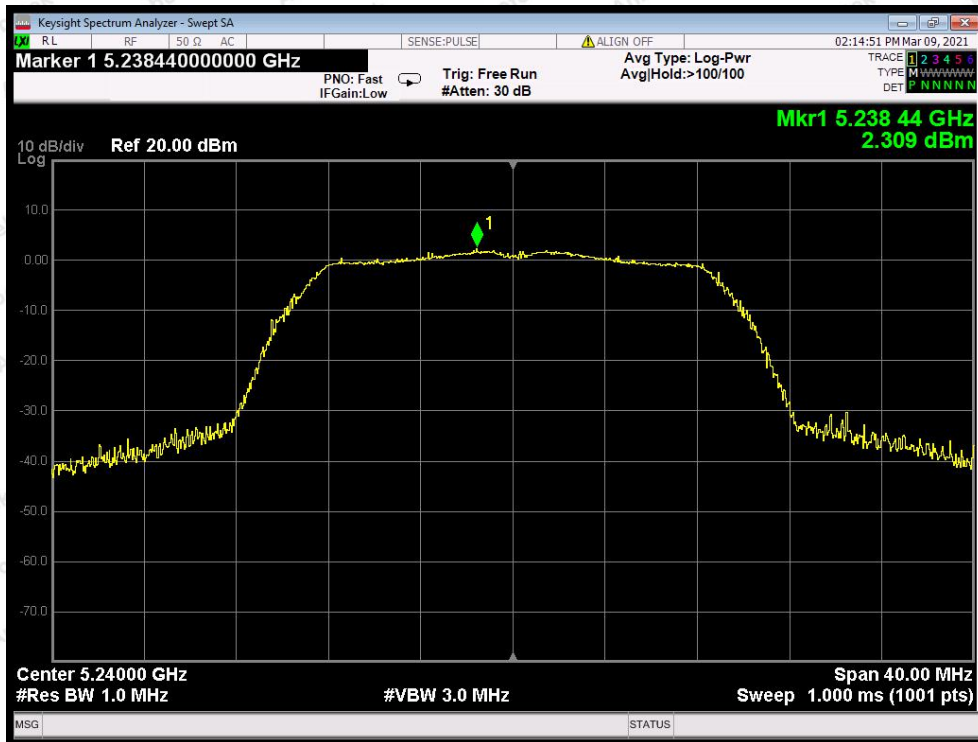 Keysight Spectrum Analyzer - Swept SA
LXI RL RF 50 Ω AC SENSE:PULSE ALIGN OFF 02:14:51 PM Mar 09, 2021
Marker 1 5.238440000000 GHz
PNO: Fast
IFGain:Low
Trig: Free Run
#Atten: 30 dB
Avg Type: Log-Pwr
Avg|Hold:>100/100
TRACE 1 2 3 4 5 6
TYPE M WWWWW
DET P N N N N N
Mkr1 5.238 44 GHz
2.309 dBm
10 dB/div Ref 20.00 dBm
Log
1
10.0
0.00
-10.0
-20.0
-30.0
-40.0
-50.0
-60.0
-70.0
Center 5.24000 GHz Span 40.00 MHz
#Res BW 1.0 MHz #VBW 3.0 MHz Sweep 1.000 ms (1001 pts)
MSG STATUS